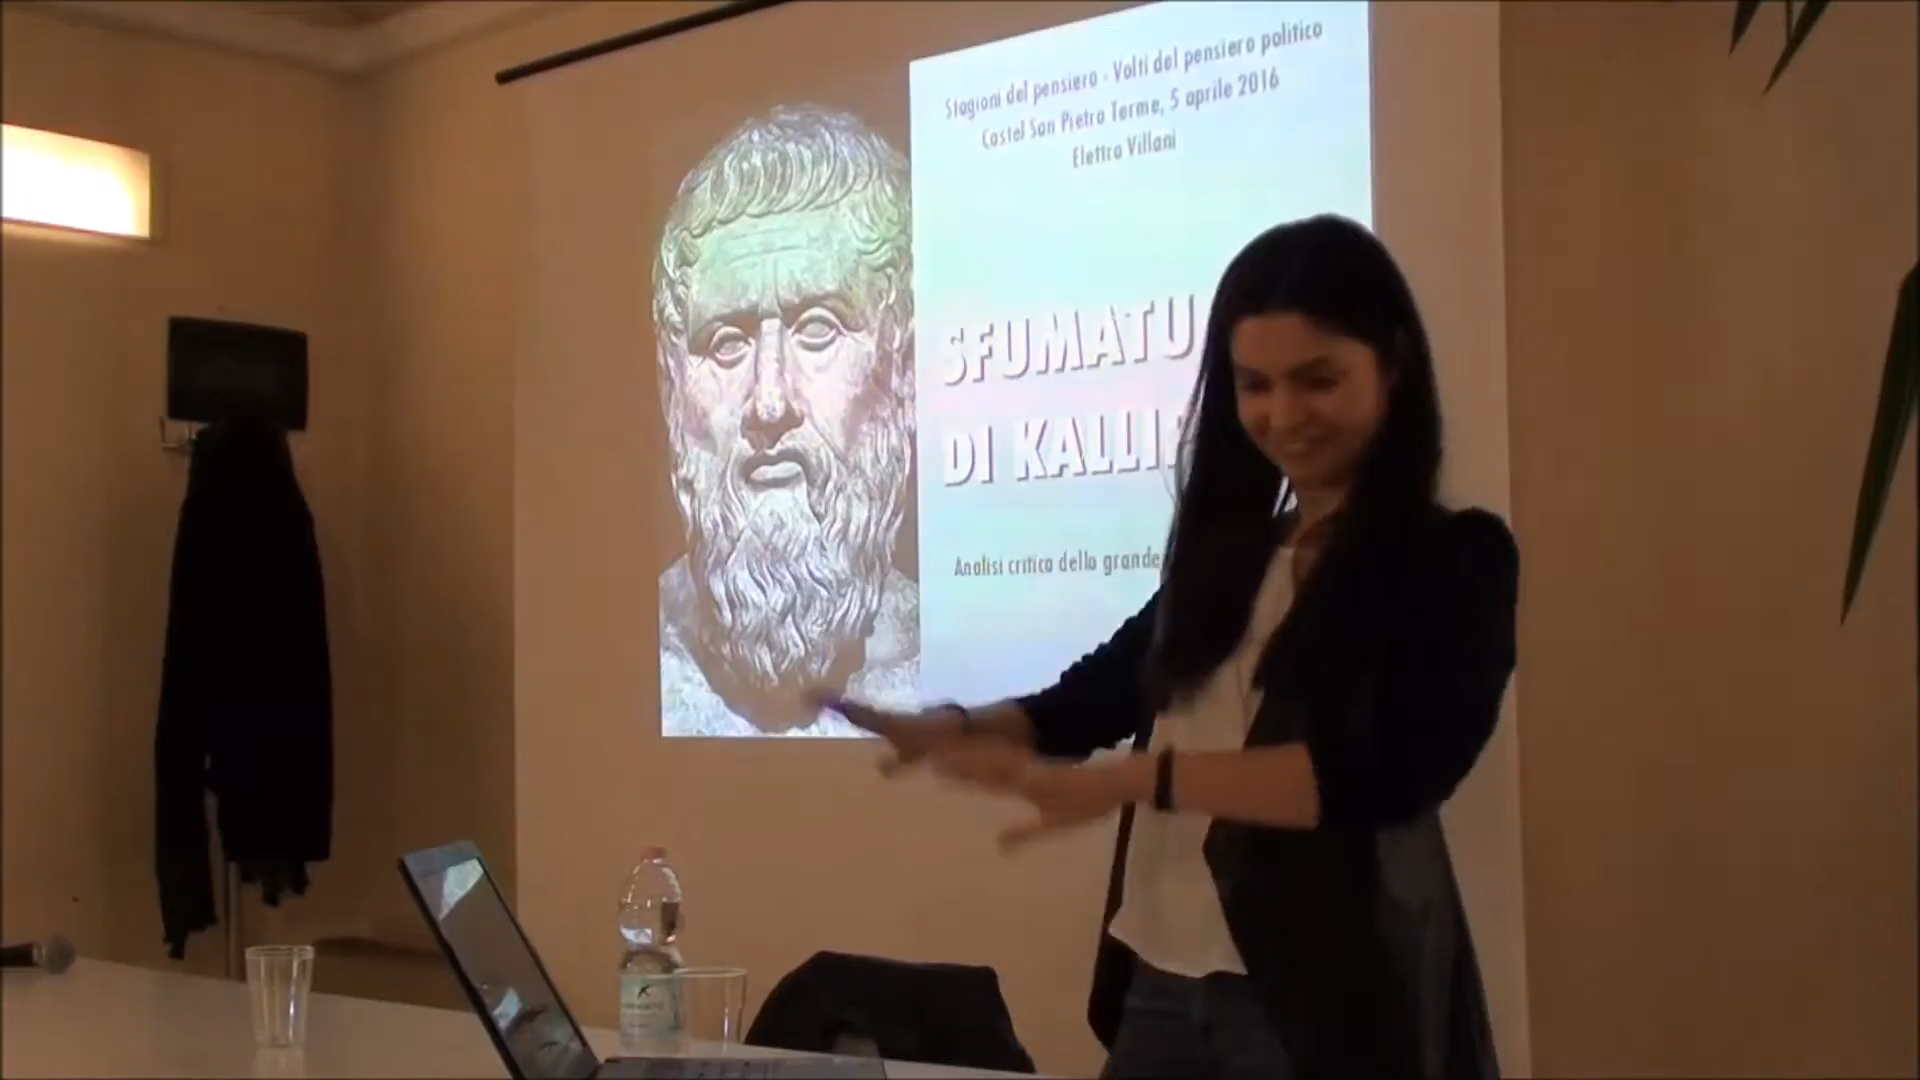 Stagioni del pensiero - Volti del pensiero politico
Castel San Pietro Terme, 5 aprile 2016
Elettra Villani
SFUMATU
DI KALLI
Analisi critica della grande